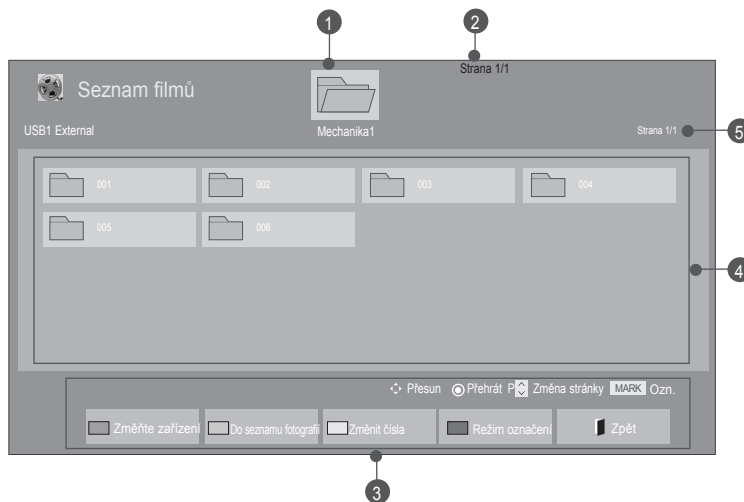 1
2
Strana 1/1
Seznam filmů
USB1 External
Mechanika1
Strana 1/1
5
001
002
003
004
005
006
4
Přesun Přehrát P Změna stránky MARK Ozn.
Změňte zařízení Do seznamu fotografií Změnit čísla Režim označení Zpět
3